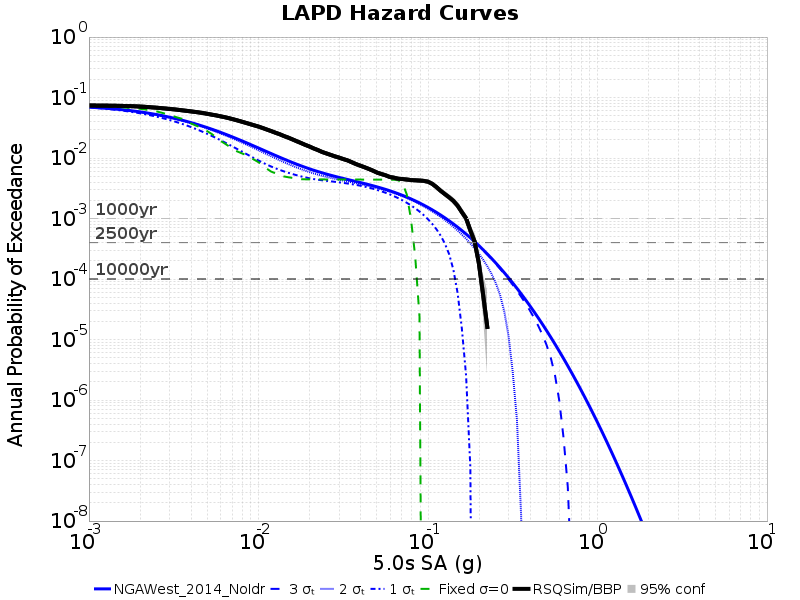 LAPD Hazard Curves
Annual Probability of Exceedance
10^0
10^-1
10^-2
10^-3
10^-4
10^-5
10^-6
10^-7
10^-8
1000yr
2500yr
10000yr
10^-3 10^-2 10^-1 10^0 10^1
5.0s SA (g)
NGAWest_2014_NoIdr 3 σₜ 2 σₜ 1 σₜ Fixed σ=0 RSQSim/BBP 95% conf